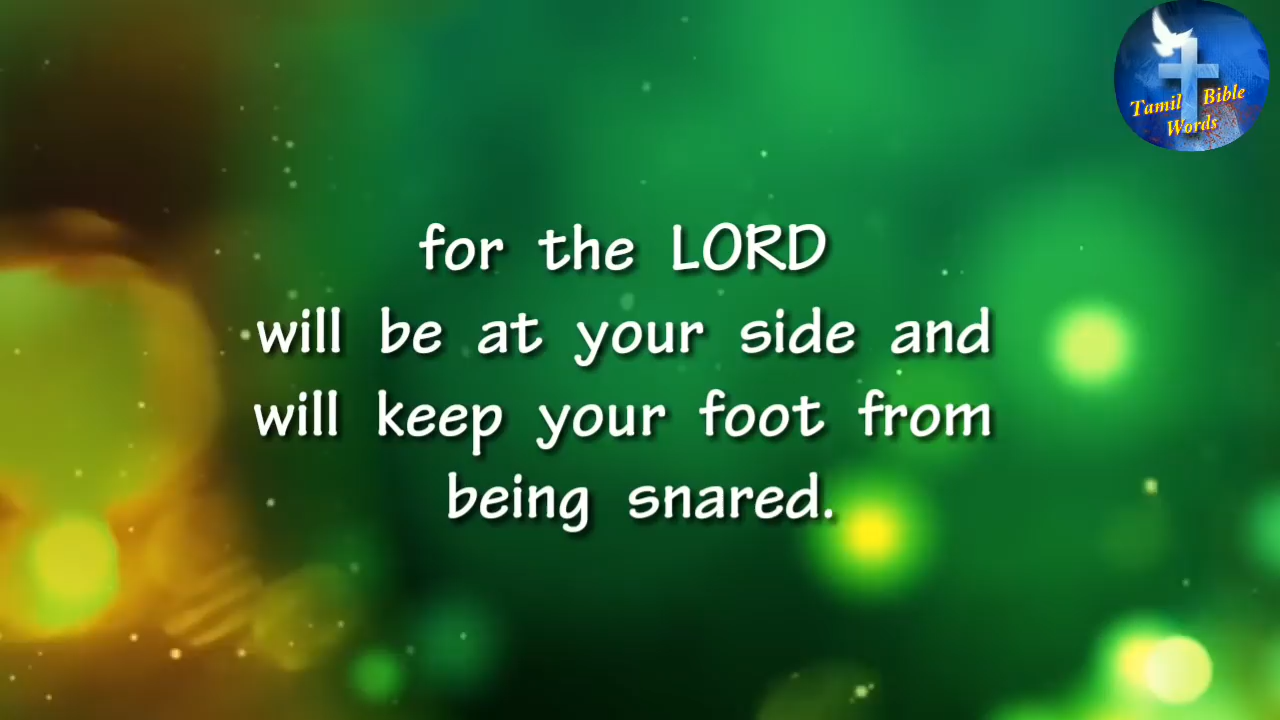 Tamil Bible
Words
for the LORD
will be at your side and
will keep your foot from
being snared.